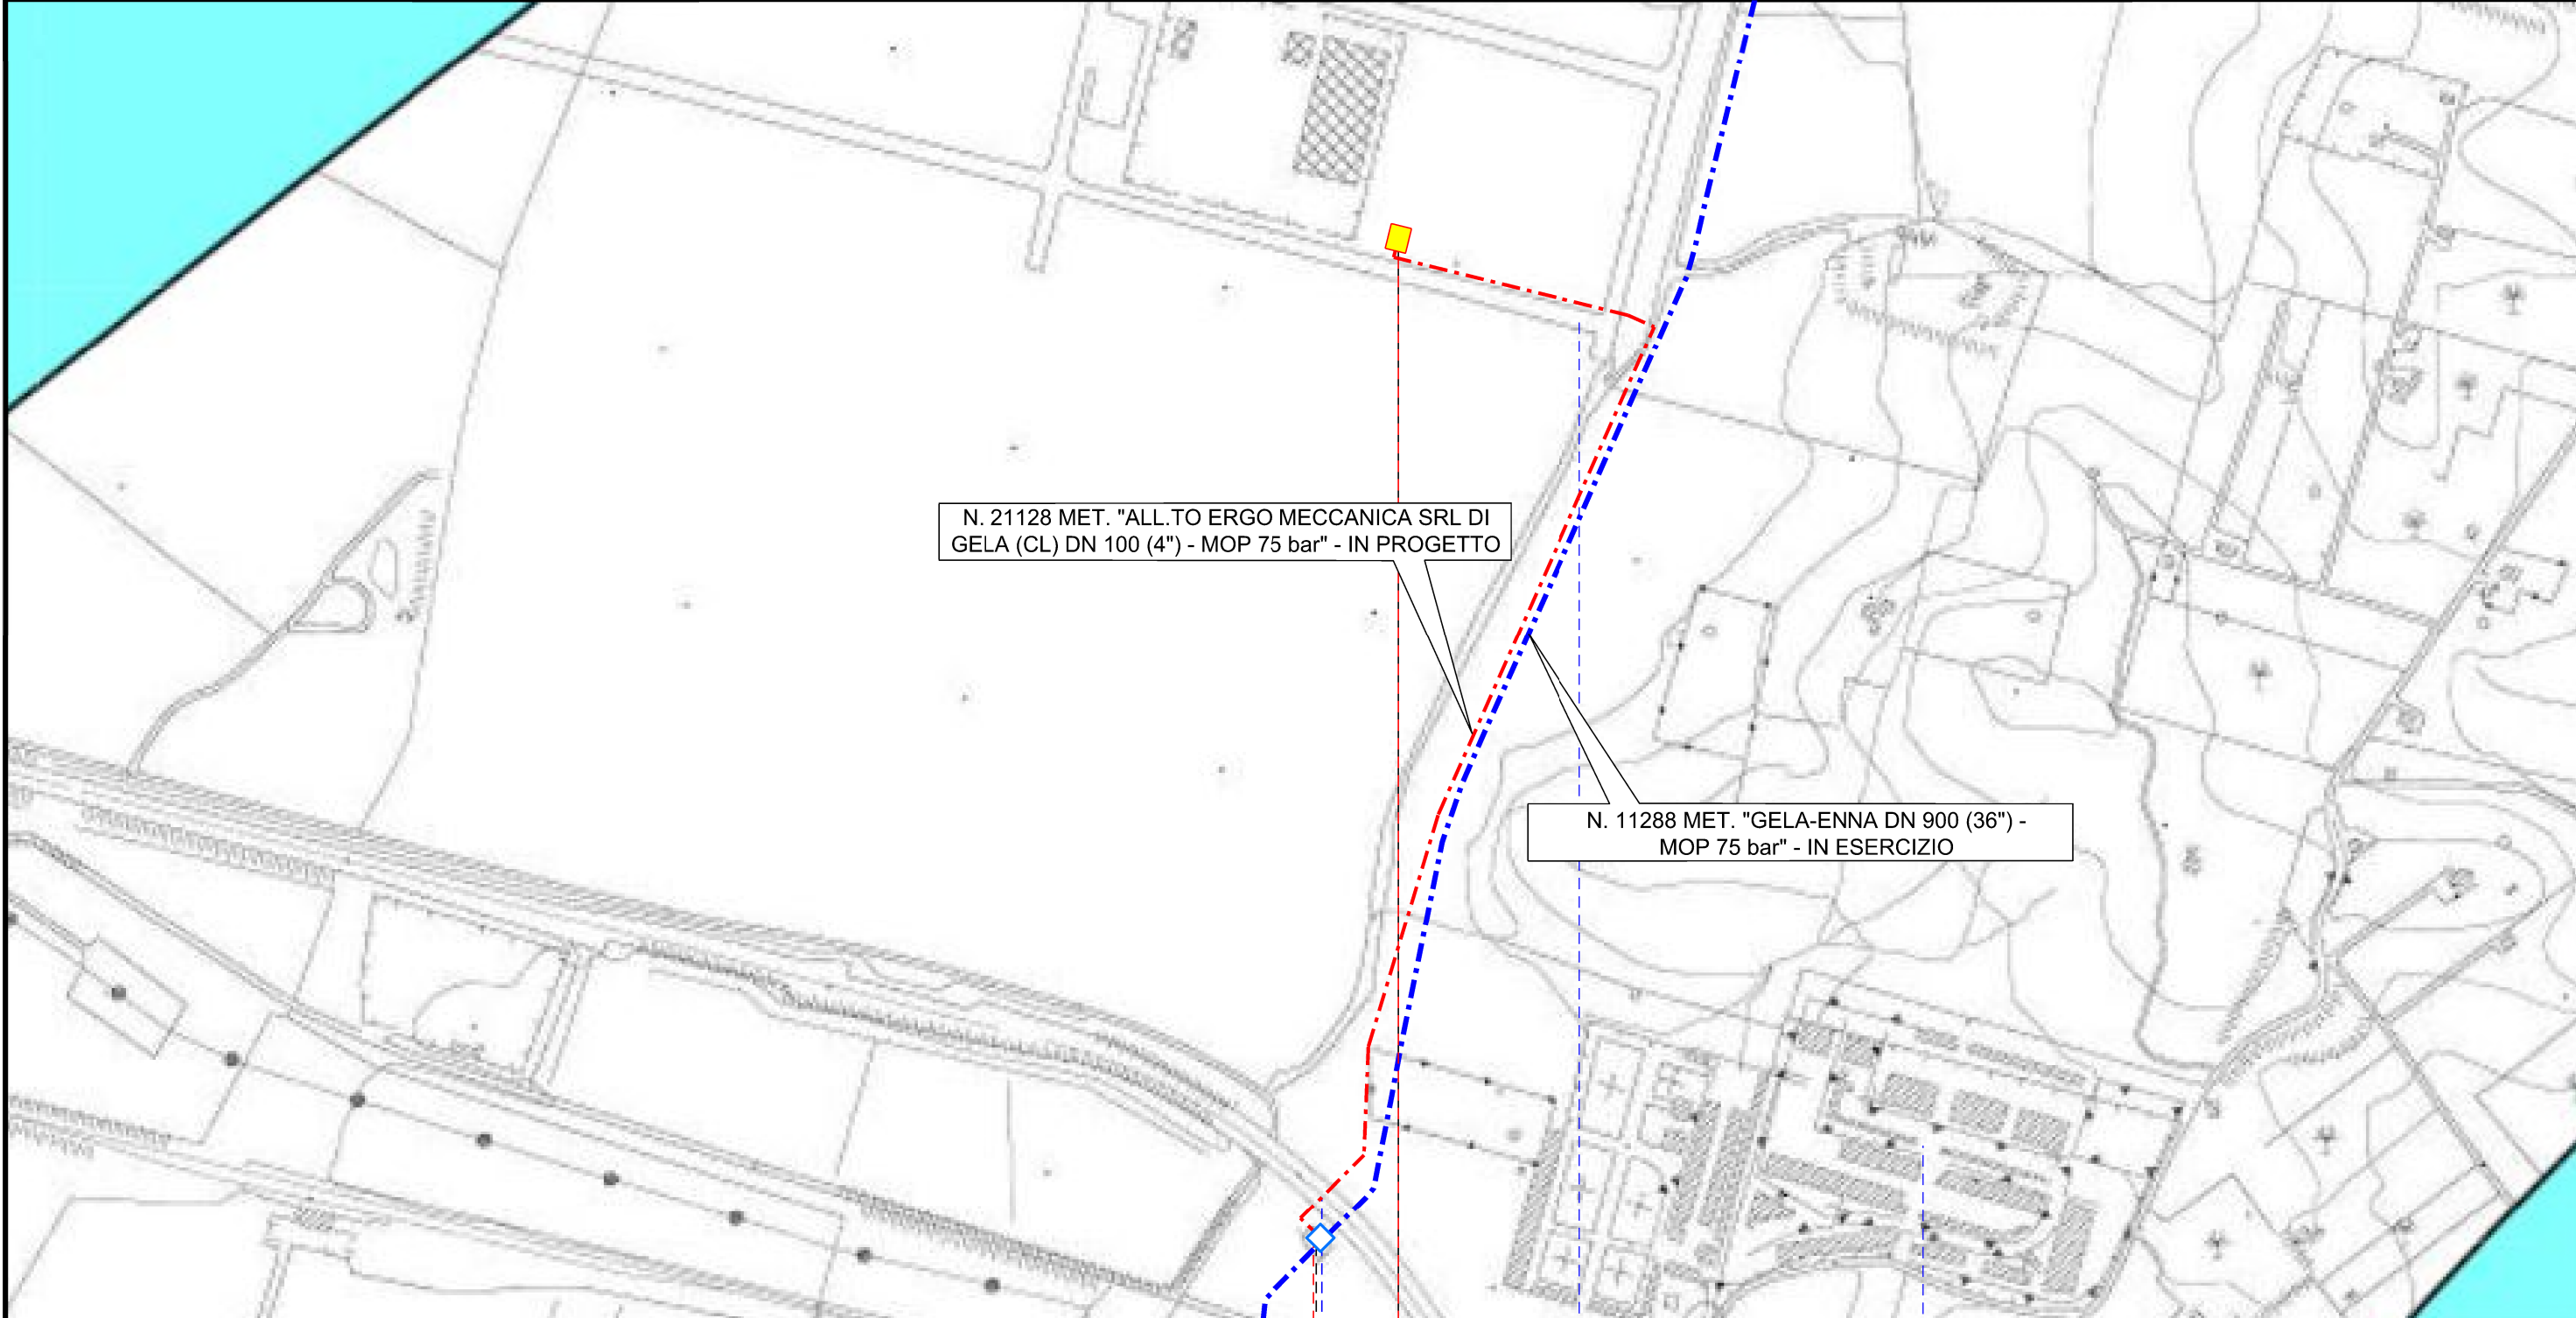 N. 21128 MET. "ALL.TO ERGO MECCANICA SRL DI
GELA (CL) DN 100 (4") - MOP 75 bar" - IN PROGETTO
N. 11288 MET. "GELA-ENNA DN 900 (36") -
MOP 75 bar" - IN ESERCIZIO